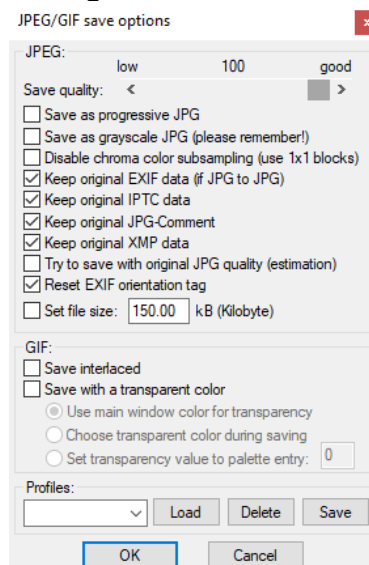 JPEG/GIF save options
JPEG:
low 100 good
Save quality:
Save as progressive JPG
Save as grayscale JPG (please remember!)
Disable chroma color subsampling (use 1x1 blocks)
Keep original EXIF data (if JPG to JPG)
Keep original IPTC data
Keep original JPG-Comment
Keep original XMP data
Try to save with original JPG quality (estimation)
Reset EXIF orientation tag
Set file size: 150.00 kB (Kilobyte)
GIF:
Save interlaced
Save with a transparent color
Use main window color for transparency
Choose transparent color during saving
Set transparency value to palette entry: 0
Profiles:
Load Delete Save
OK Cancel